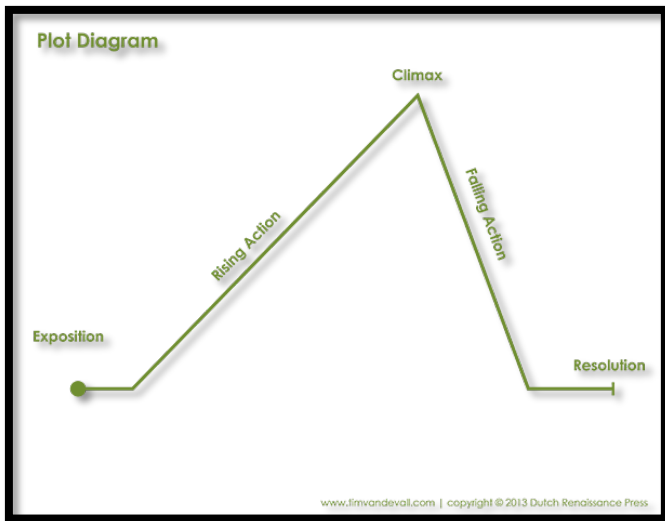 Plot Diagram
Climax
Rising Action
Falling Action
Exposition
Resolution
www.timvandevall.com | copyright © 2013 Dutch Renaissance Press